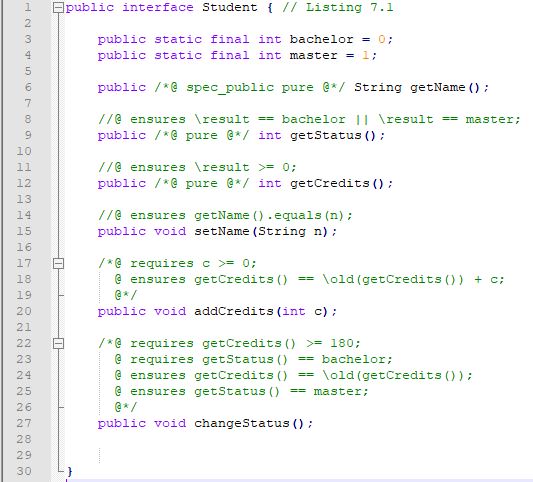 1 public interface Student { // Listing 7.1
2
3 public static final int bachelor = 0;
4 public static final int master = 1;
5
6 public /*@ spec_public pure @*/ String getName();
7
8 //@ ensures \result == bachelor || \result == master;
9 public /*@ pure @*/ int getStatus();
10
11 //@ ensures \result >= 0;
12 public /*@ pure @*/ int getCredits();
13
14 //@ ensures getName().equals(n);
15 public void setName(String n);
16
17 /*@ requires c >= 0;
18 @ ensures getCredits() == \old(getCredits()) + c;
19 @*/
20 public void addCredits(int c);
21
22 /*@ requires getCredits() >= 180;
23 @ requires getStatus() == bachelor;
24 @ ensures getCredits() == \old(getCredits());
25 @ ensures getStatus() == master;
26 @*/
27 public void changeStatus();
28
29
30 }